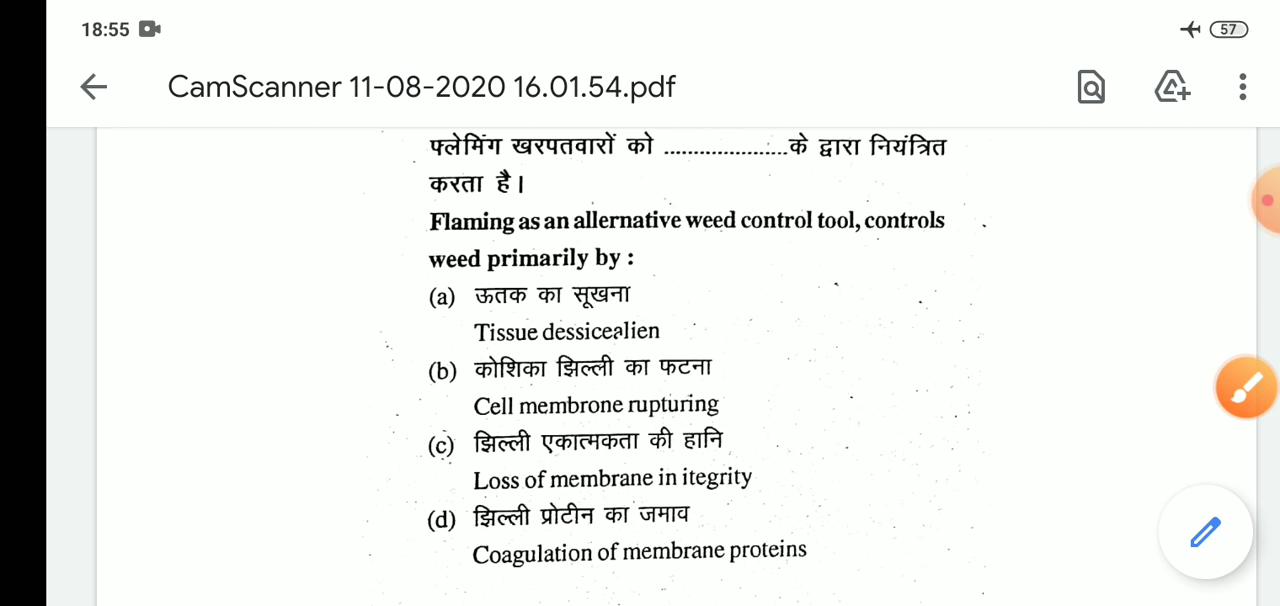 18:55
57
CamScanner 11-08-2020 16.01.54.pdf
फ्लेमिंग खरपतवारों को ......................के द्वारा नियंत्रित
करता है।
Flaming as an allernative weed control tool, controls
weed primarily by :
(a) ऊतक का सूखना
Tissue dessicealien
(b) कोशिका झिल्ली का फटना
Cell membrone rupturing
(c) झिल्ली एकात्मकता की हानि
Loss of membrane in itegrity
(d) झिल्ली प्रोटीन का जमाव
Coagulation of membrane proteins